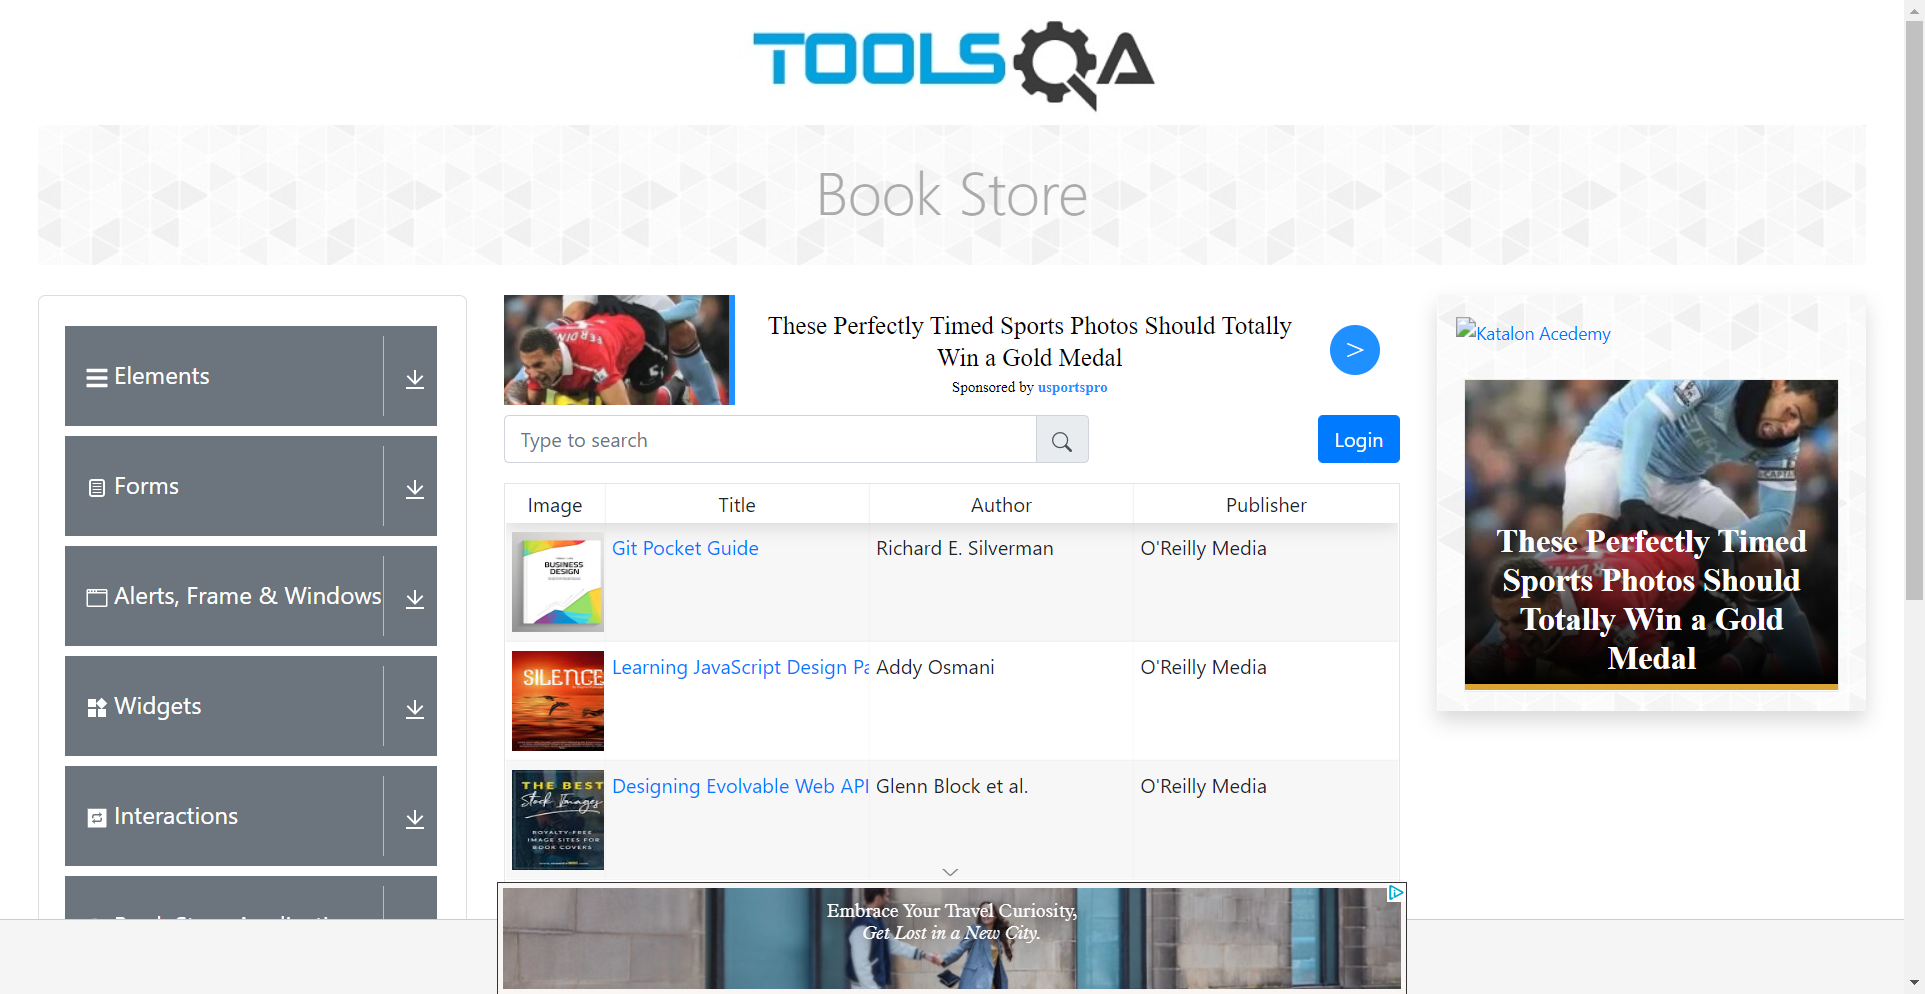 TOOLSQA
Book Store
Elements
Forms
Alerts, Frame & Windows
Widgets
Interactions
These Perfectly Timed Sports Photos Should Totally
Win a Gold Medal
Sponsored by usportspro
>
Type to search
Login
Image Title Author Publisher
BUSINESS
DESIGN
Git Pocket Guide Richard E. Silverman O'Reilly Media
SILENCE
Learning JavaScript Design Pa Addy Osmani O'Reilly Media
THE BEST
Stock Images
ROYALTY-FREE
IMAGE SITES FOR
BOOK COVERS
Designing Evolvable Web API Glenn Block et al. O'Reilly Media
Katalon Acedemy
These Perfectly Timed
Sports Photos Should
Totally Win a Gold
Medal
Embrace Your Travel Curiosity,
Get Lost in a New City.